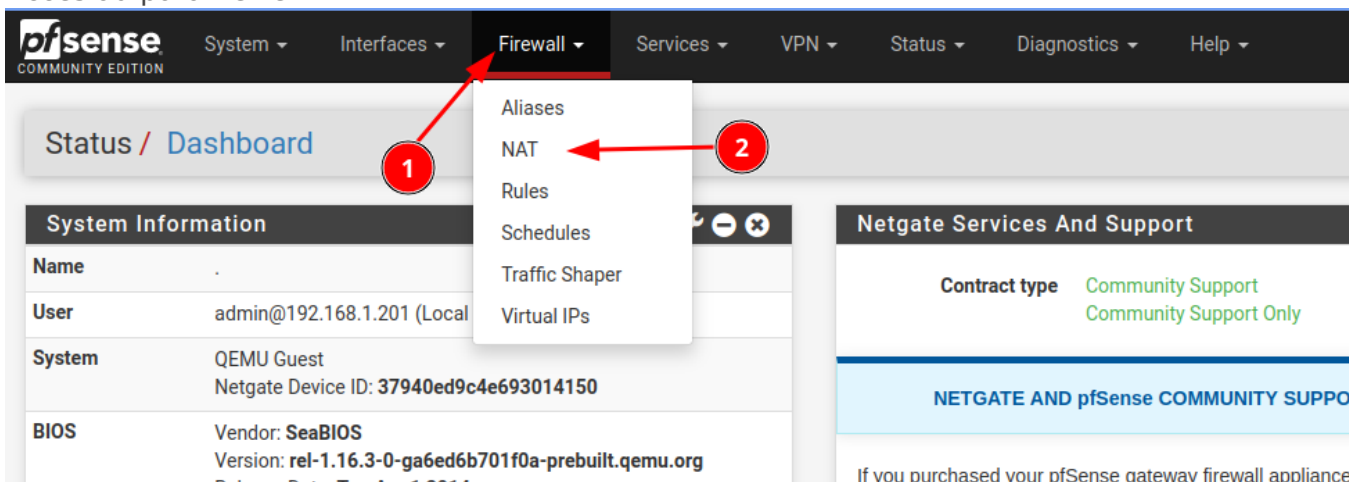 pfsense
COMMUNITY EDITION
System
Interfaces
Firewall
Services
VPN
Status
Diagnostics
Help
Aliases
NAT
Rules
Schedules
Traffic Shaper
Virtual IPs
1
2
Status / Dashboard
System Information
Name .
User admin@192.168.1.201 (Local
System QEMU Guest
Netgate Device ID: 37940ed9c4e693014150
BIOS Vendor: SeaBIOS
Version: rel-1.16.3-0-ga6ed6b701f0a-prebuilt.qemu.org
Netgate Services And Support
Contract type Community Support
Community Support Only
NETGATE AND pfSense COMMUNITY SUPPO
If you purchased your pfSense gateway firewall appliance